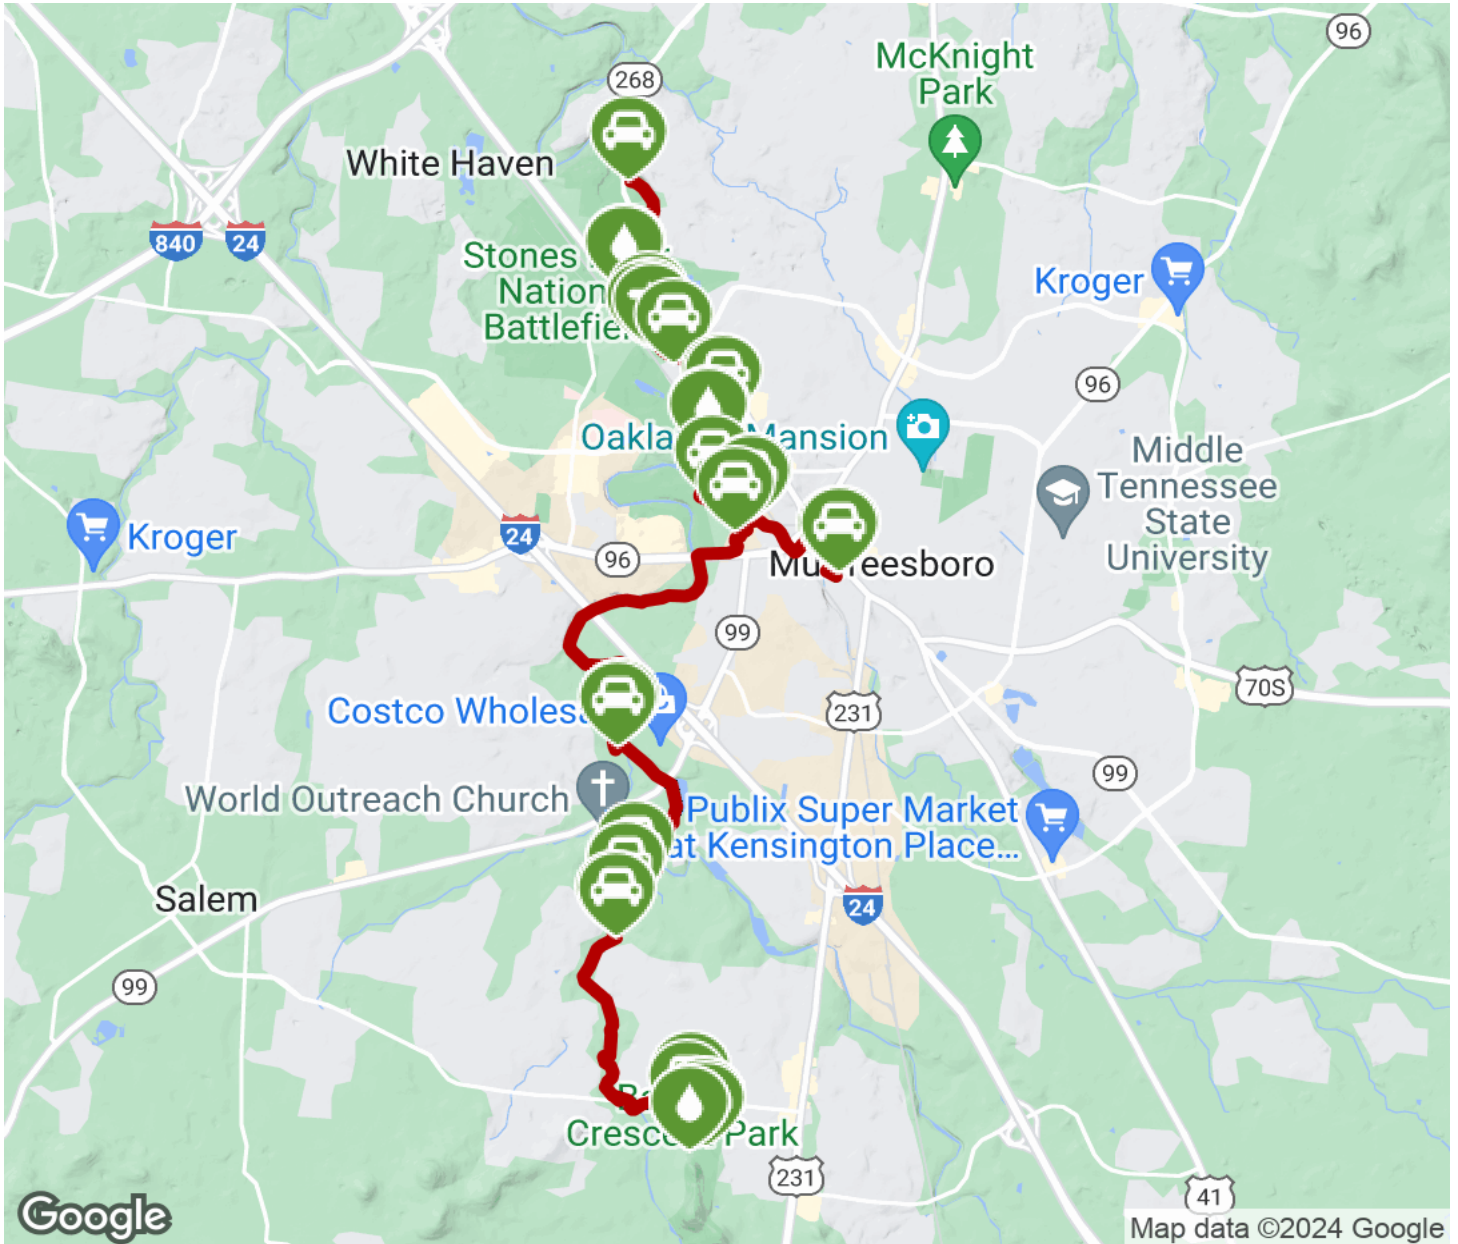 96
McKnight
Park
268
White Haven
840
24
Stones
Nation
Battlefie
Kroger
96
Oakla Mansion
Middle
Tennessee
State
University
Kroger
24
96
Mu reesboro
99
70S
Costco Wholes
231
99
World Outreach Church
Publix Super Market
at Kensington Place...
Salem
24
99
Cresce Park
231
41
Google
Map data ©2024 Google